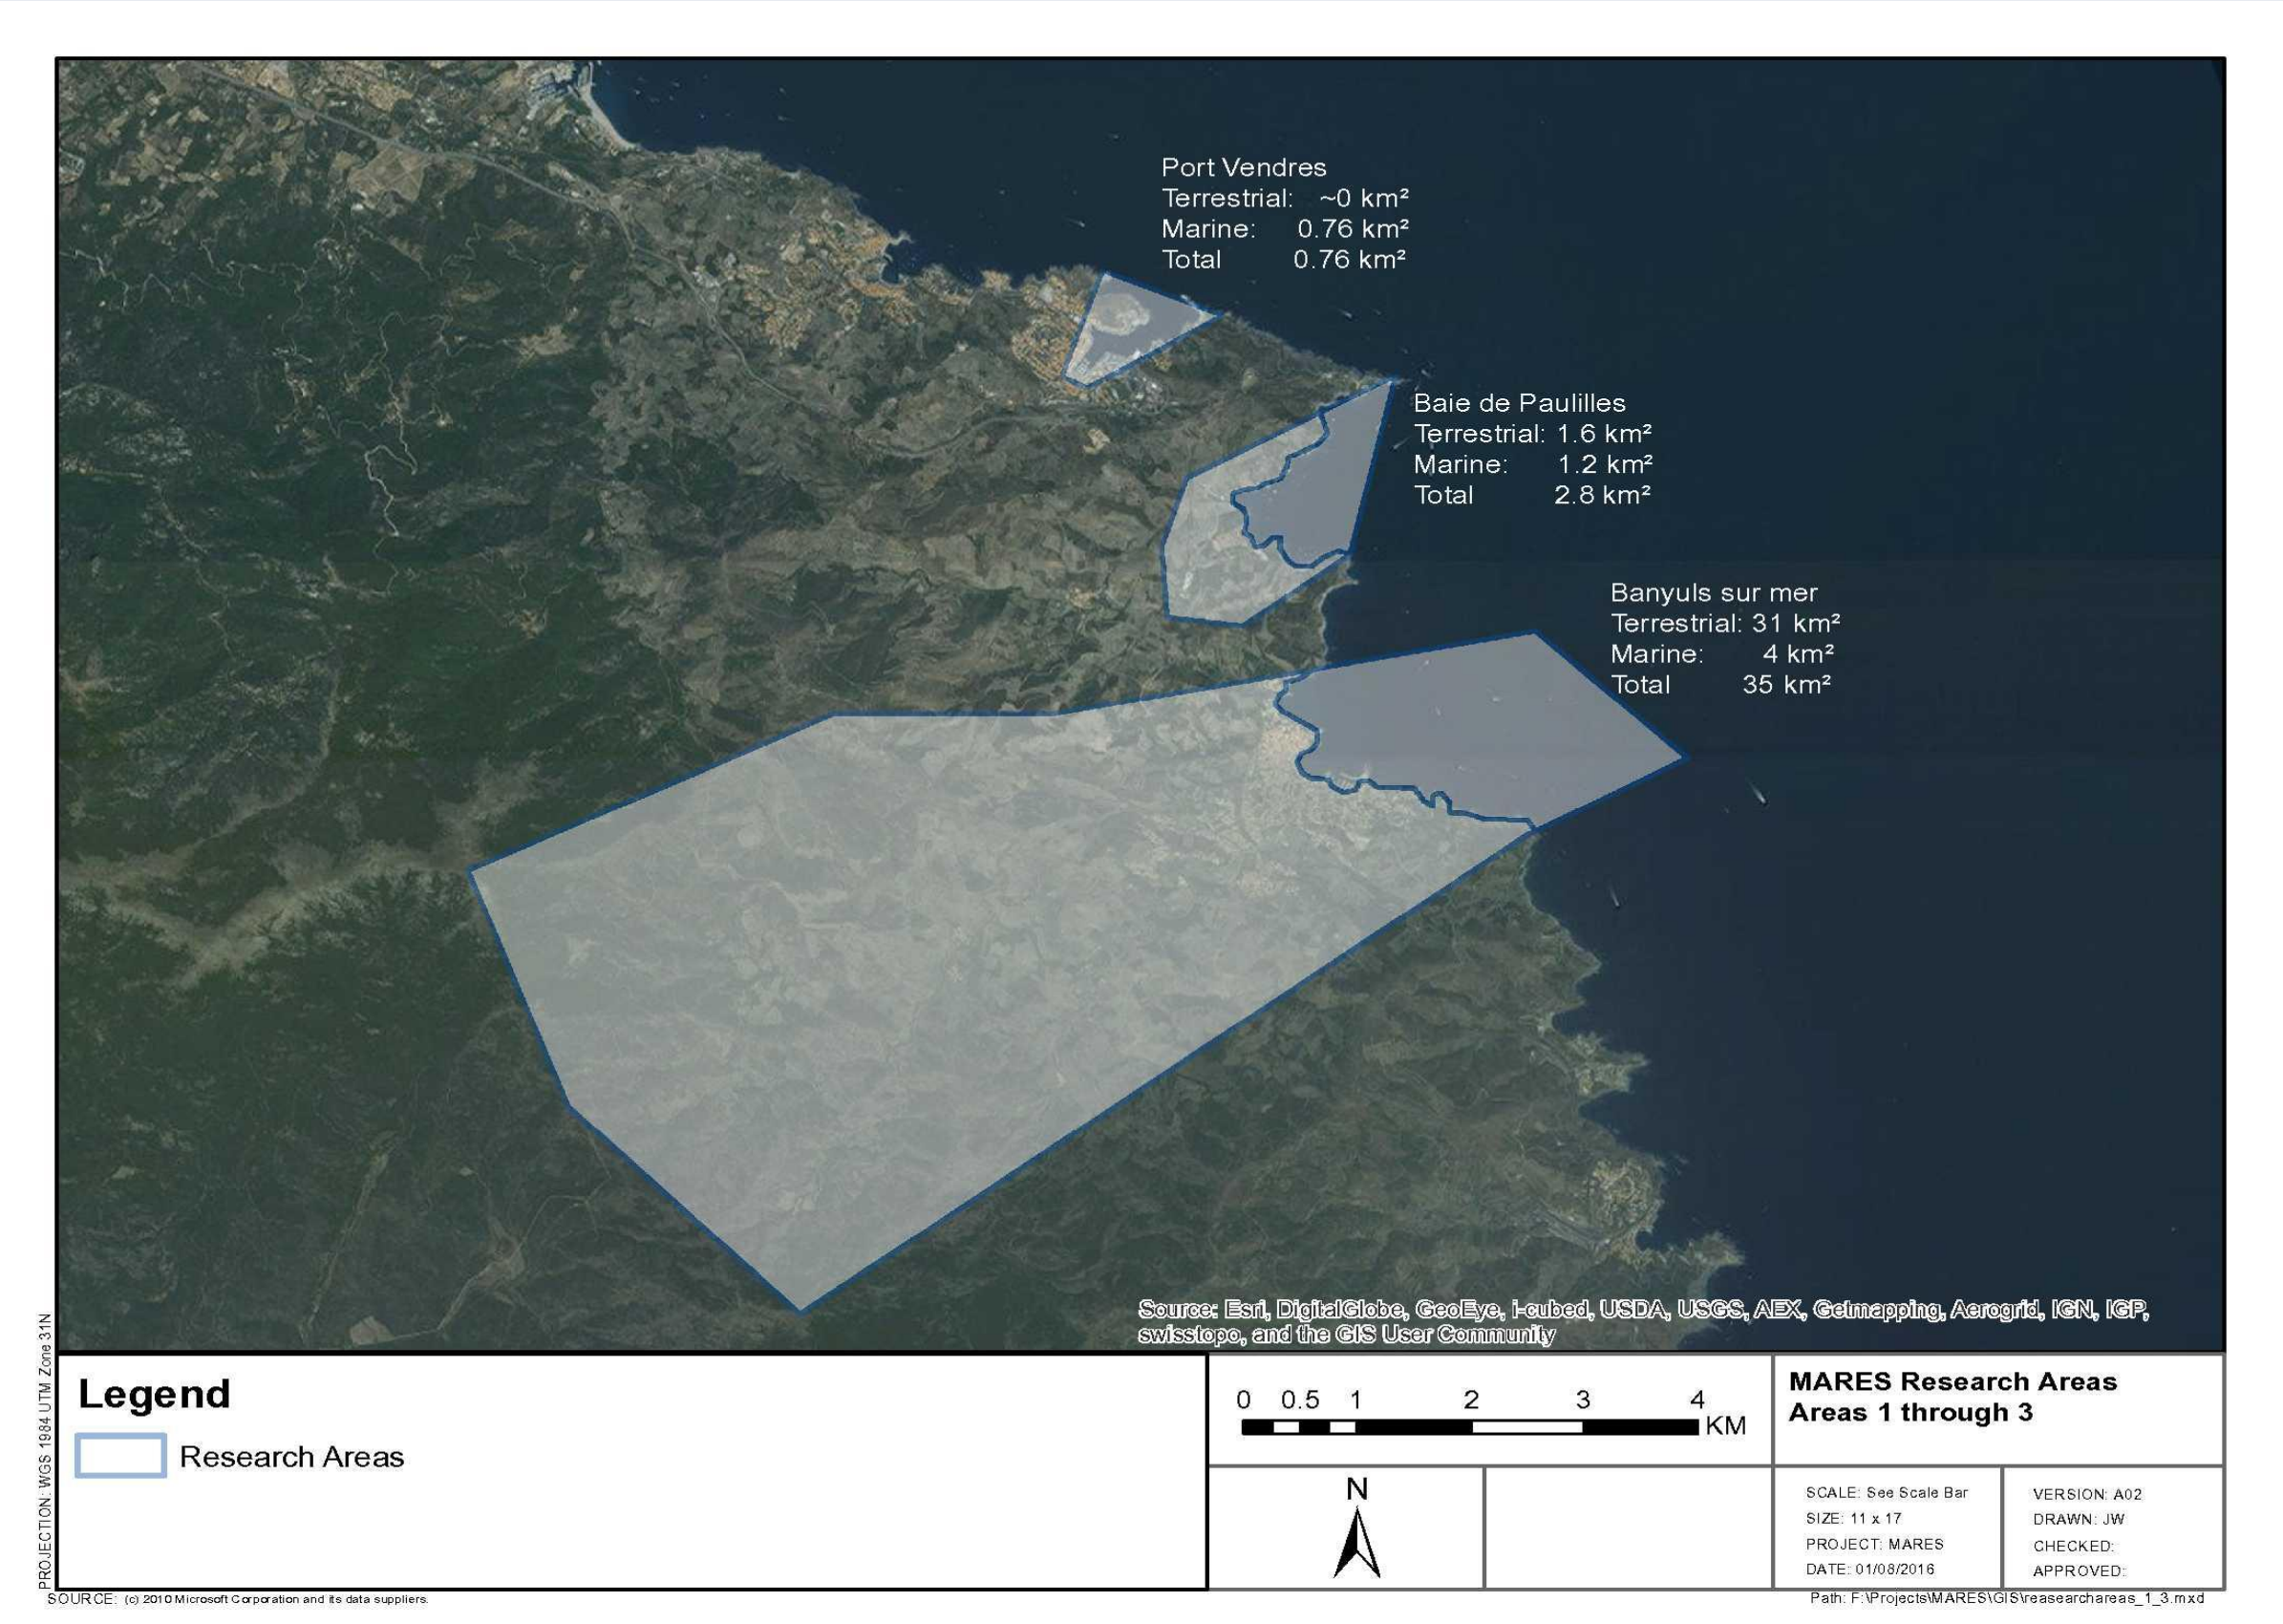 Port Vendres
Terrestrial: ~0 km²
Marine: 0.76 km²
Total 0.76 km²
Baie de Paulilles
Terrestrial: 1.6 km²
Marine: 1.2 km²
Total 2.8 km²
Banyuls sur mer
Terrestrial: 31 km²
Marine: 4 km²
Total 35 km²
Source: Esri, DigitalGlobe, GeoEye, i-cubed, USDA, USGS, AEX, Getmapping, Aerogrid, IGN, IGP,
swisstopo, and the GIS User Community
PROJECTION: WGS 1984 UTM Zone 31N
Legend
Research Areas
0 0.5 1 2 3 4
KM
N
MARES Research Areas
Areas 1 through 3
SCALE: See Scale Bar
SIZE: 11 x 17
PROJECT: MARES
DATE: 01/08/2016
VERSION: A02
DRAWN: JW
CHECKED:
APPROVED:
SOURCE: (c) 2010 Microsoft Corporation and its data suppliers.
Path: F:\Projects\MARES\GIS\reasearchareas_1_3.mxd